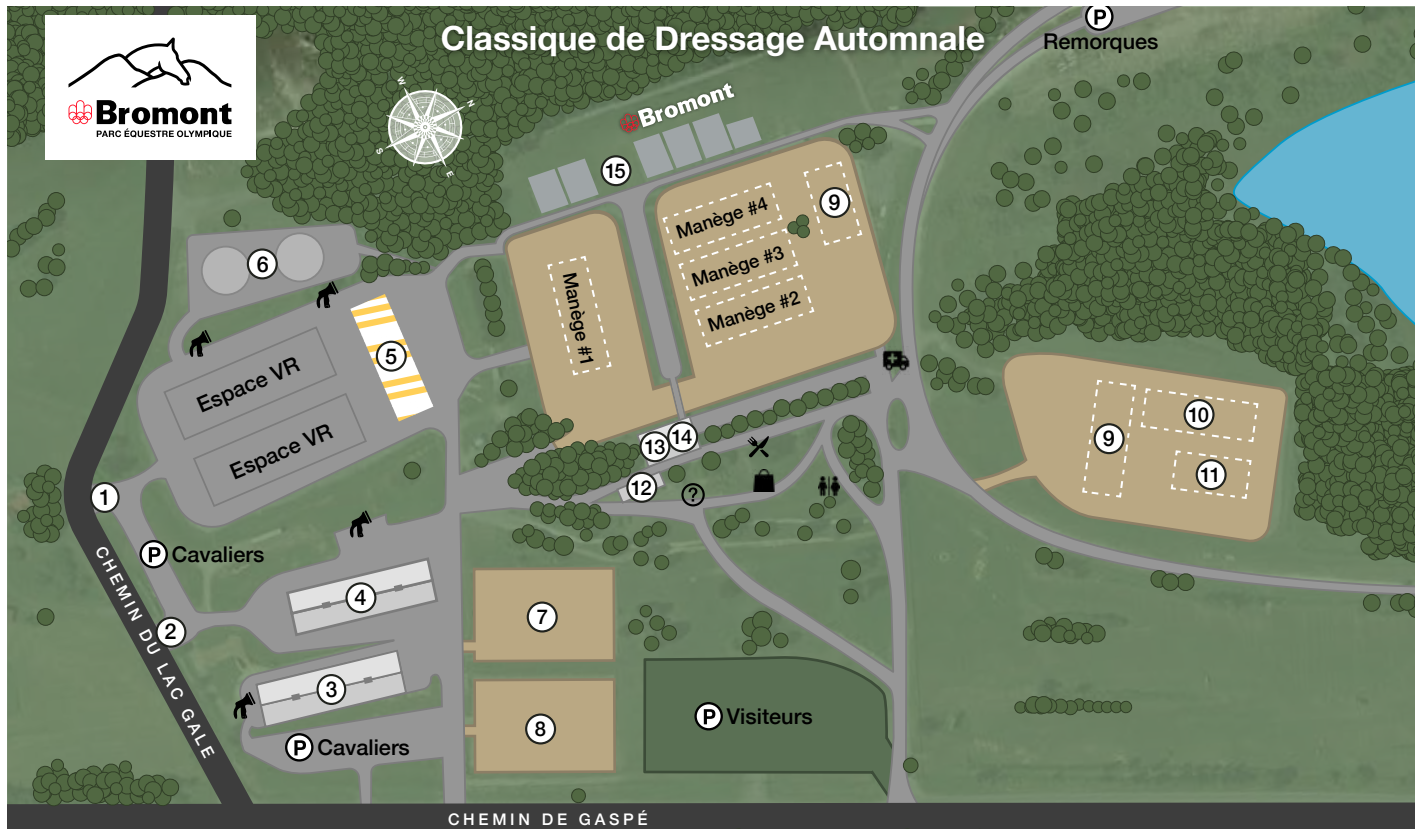 Classique de Dressage Automnale
P
Remorques
Bromont
PARC ÉQUESTRE OLYMPIQUE
W
N
S
E
Bromont
15
9
Manège #4
Manège #3
Manège #2
Manège #1
6
5
Espace VR
Espace VR
13
14
12
?
10
9
11
1
P Cavaliers
2
4
3
7
8
P Cavaliers
P Visiteurs
CHEMIN DU LAC GALE
CHEMIN DE GASPÉ